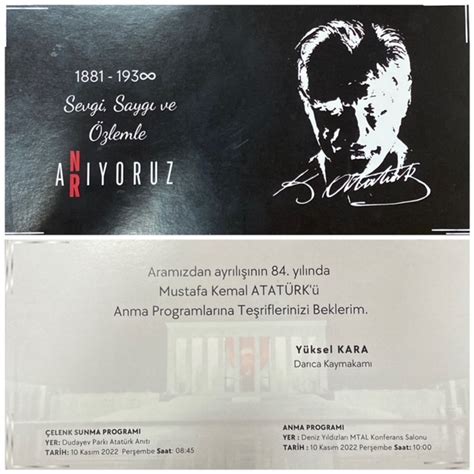 1881 - 193∞
Sevgi, Saygı ve
Özlemle
ANRIYORUZ
K. Atatürk
Aramızdan ayrılışının 84. yılında
Mustafa Kemal ATATÜRK'ü
Anma Programlarına Teşriflerinizi Beklerim.
Yüksel KARA
Darıca Kaymakamı
ÇELENK SUNMA PROGRAMI
YER: Dudayev Parkı Atatürk Anıtı
TARİH: 10 Kasım 2022 Perşembe Saat: 08:45
ANMA PROGRAMI
YER : Deniz Yıldızları MTAL Konferans Salonu
TARİH: 10 Kasım 2022 Perşembe Saat: 10:00